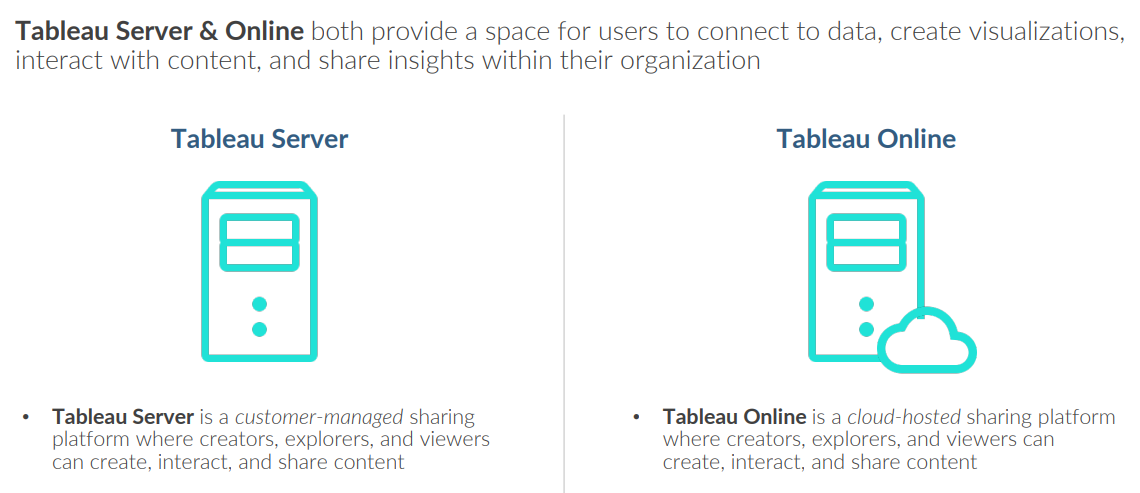 Tableau Server & Online both provide a space for users to connect to data, create visualizations,
interact with content, and share insights within their organization
Tableau Server
• Tableau Server is a customer-managed sharing
platform where creators, explorers, and viewers
can create, interact, and share content
Tableau Online
• Tableau Online is a cloud-hosted sharing platform
where creators, explorers, and viewers can
create, interact, and share content